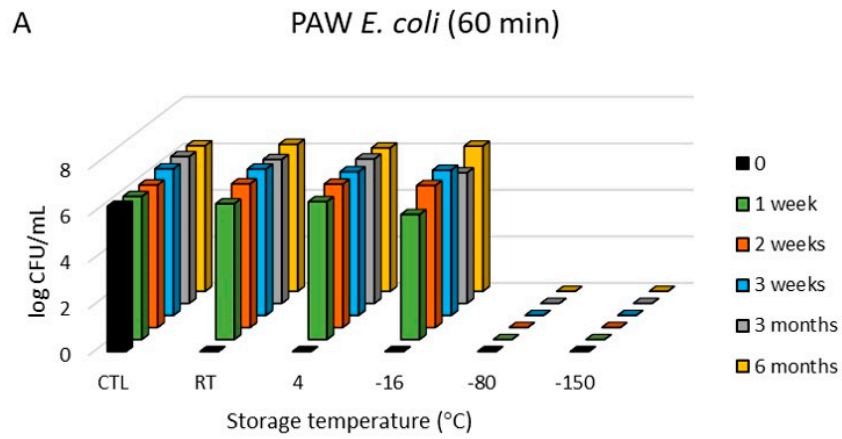 A
PAW E. coli (60 min)
8
6
4
2
0
log CFU/mL
CTL RT 4 -16 -80 -150
Storage temperature (°C)
0
1 week
2 weeks
3 weeks
3 months
6 months